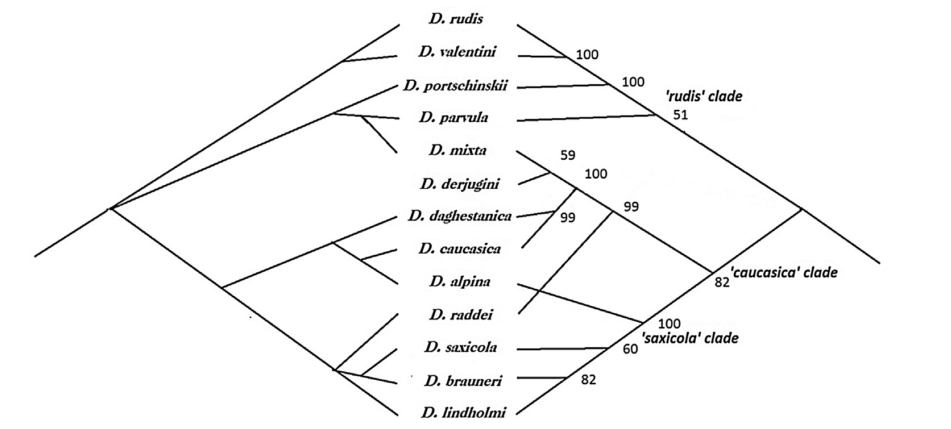 D. rudis
D. valentini
100
D. portschinskii
100
'rudis' clade
D. parvula
51
D. mixta
59
D. derjugini
100
D. daghestanica
99
99
D. caucasica
D. alpina
82
'caucasica' clade
D. raddei
100
'saxicola' clade
D. saxicola
60
D. brauneri
82
D. lindholmi